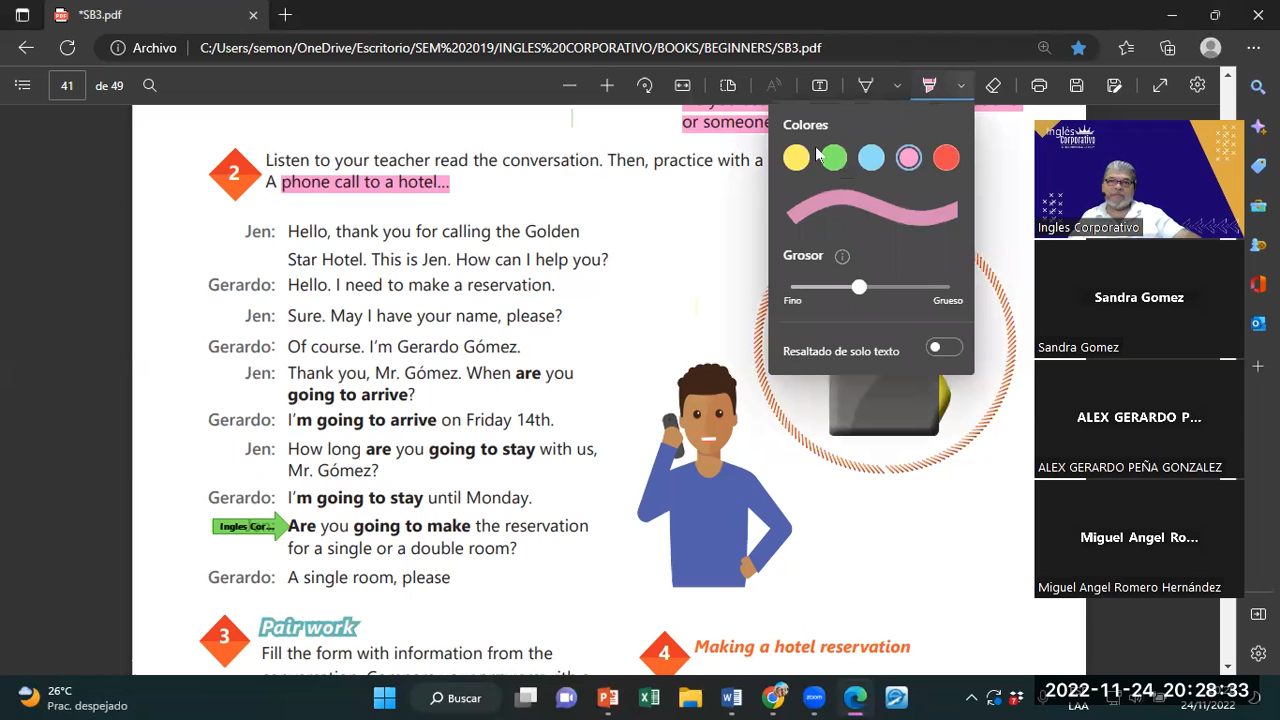 *SB3.pdf
Archivo
C:/Users/semon/OneDrive/Escritorio/SEM%202019/INGLES%20CORPORATIVO/BOOKS/BEGINNERS/SB3.pdf
41 de 49
or someone
2
Listen to your teacher read the conversation. Then, practice with a
A phone call to a hotel...
Jen: Hello, thank you for calling the Golden
Star Hotel. This is Jen. How can I help you?
Gerardo: Hello. I need to make a reservation.
Jen: Sure. May I have your name, please?
Gerardo: Of course. I'm Gerardo Gómez.
Jen: Thank you, Mr. Gómez. When are you
going to arrive?
Gerardo: I'm going to arrive on Friday 14th.
Jen: How long are you going to stay with us,
Mr. Gómez?
Gerardo: I'm going to stay until Monday.
Ingles Cor...
Are you going to make the reservation
for a single or a double room?
Gerardo: A single room, please
3
Pair work
Fill the form with information from the
4
Making a hotel reservation
Colores
Grosor
Fino
Grueso
Resaltado de solo texto
Inglés
Corporativo
Ingles Corporativo
Sandra Gomez
Sandra Gomez
ALEX GERARDO P...
ALEX GERARDO PEÑA GONZALEZ
Miguel Angel Ro...
Miguel Angel Romero Hernández
26°C
Prac. despejado
Buscar
zoom
LAA
2022-11-24 20:28:33
24/11/2022